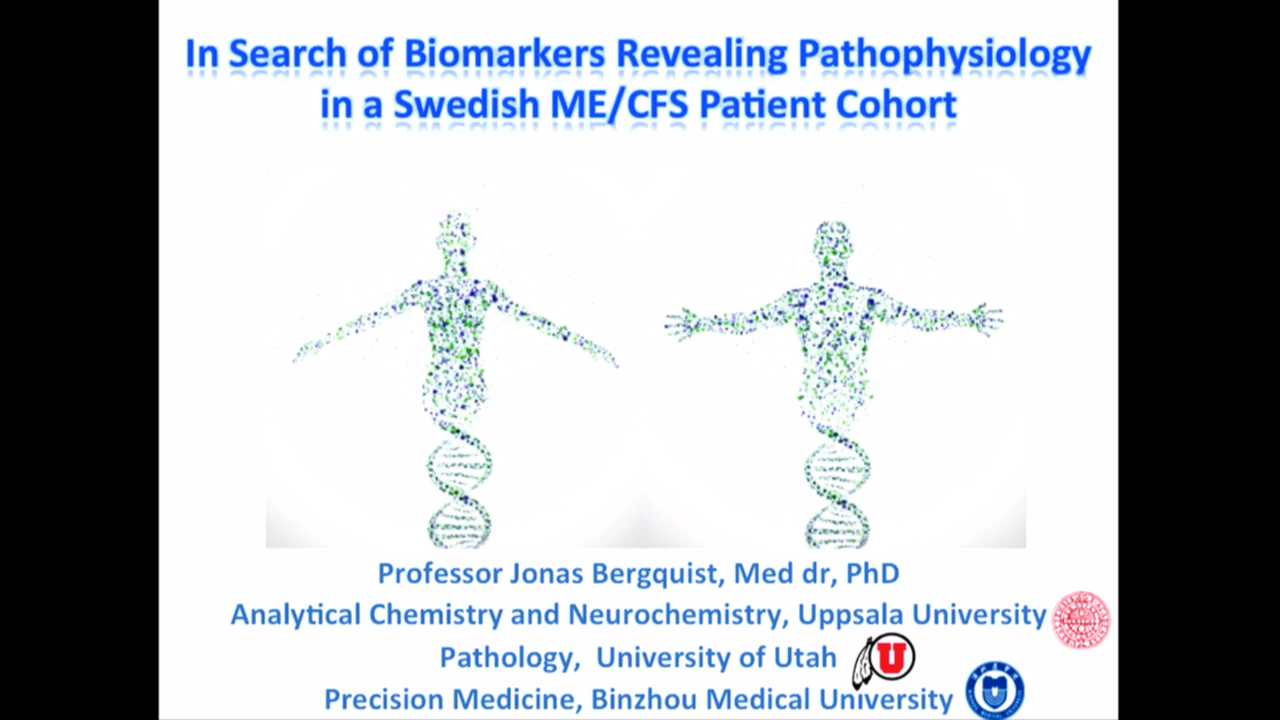 In Search of Biomarkers Revealing Pathophysiology
in a Swedish ME/CFS Patient Cohort
Professor Jonas Bergquist, Med dr, PhD
Analytical Chemistry and Neurochemistry, Uppsala University
Pathology, University of Utah
U
Precision Medicine, Binzhou Medical University